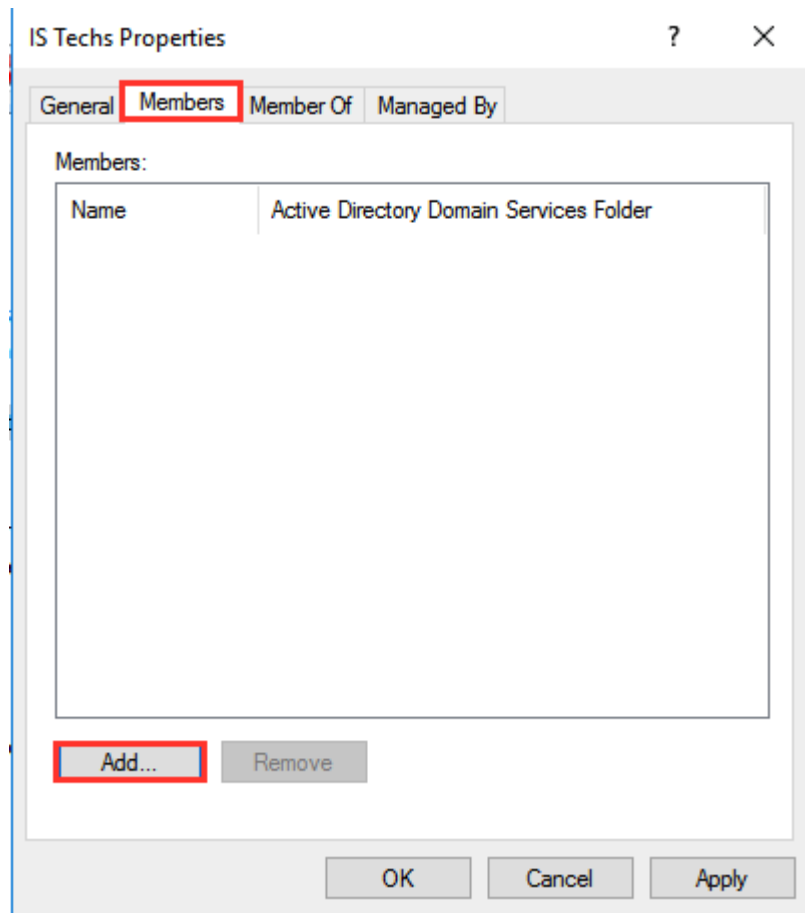 IS Techs Properties ?
General Members Member Of Managed By
Members:
Name Active Directory Domain Services Folder
Add... Remove
OK Cancel Apply